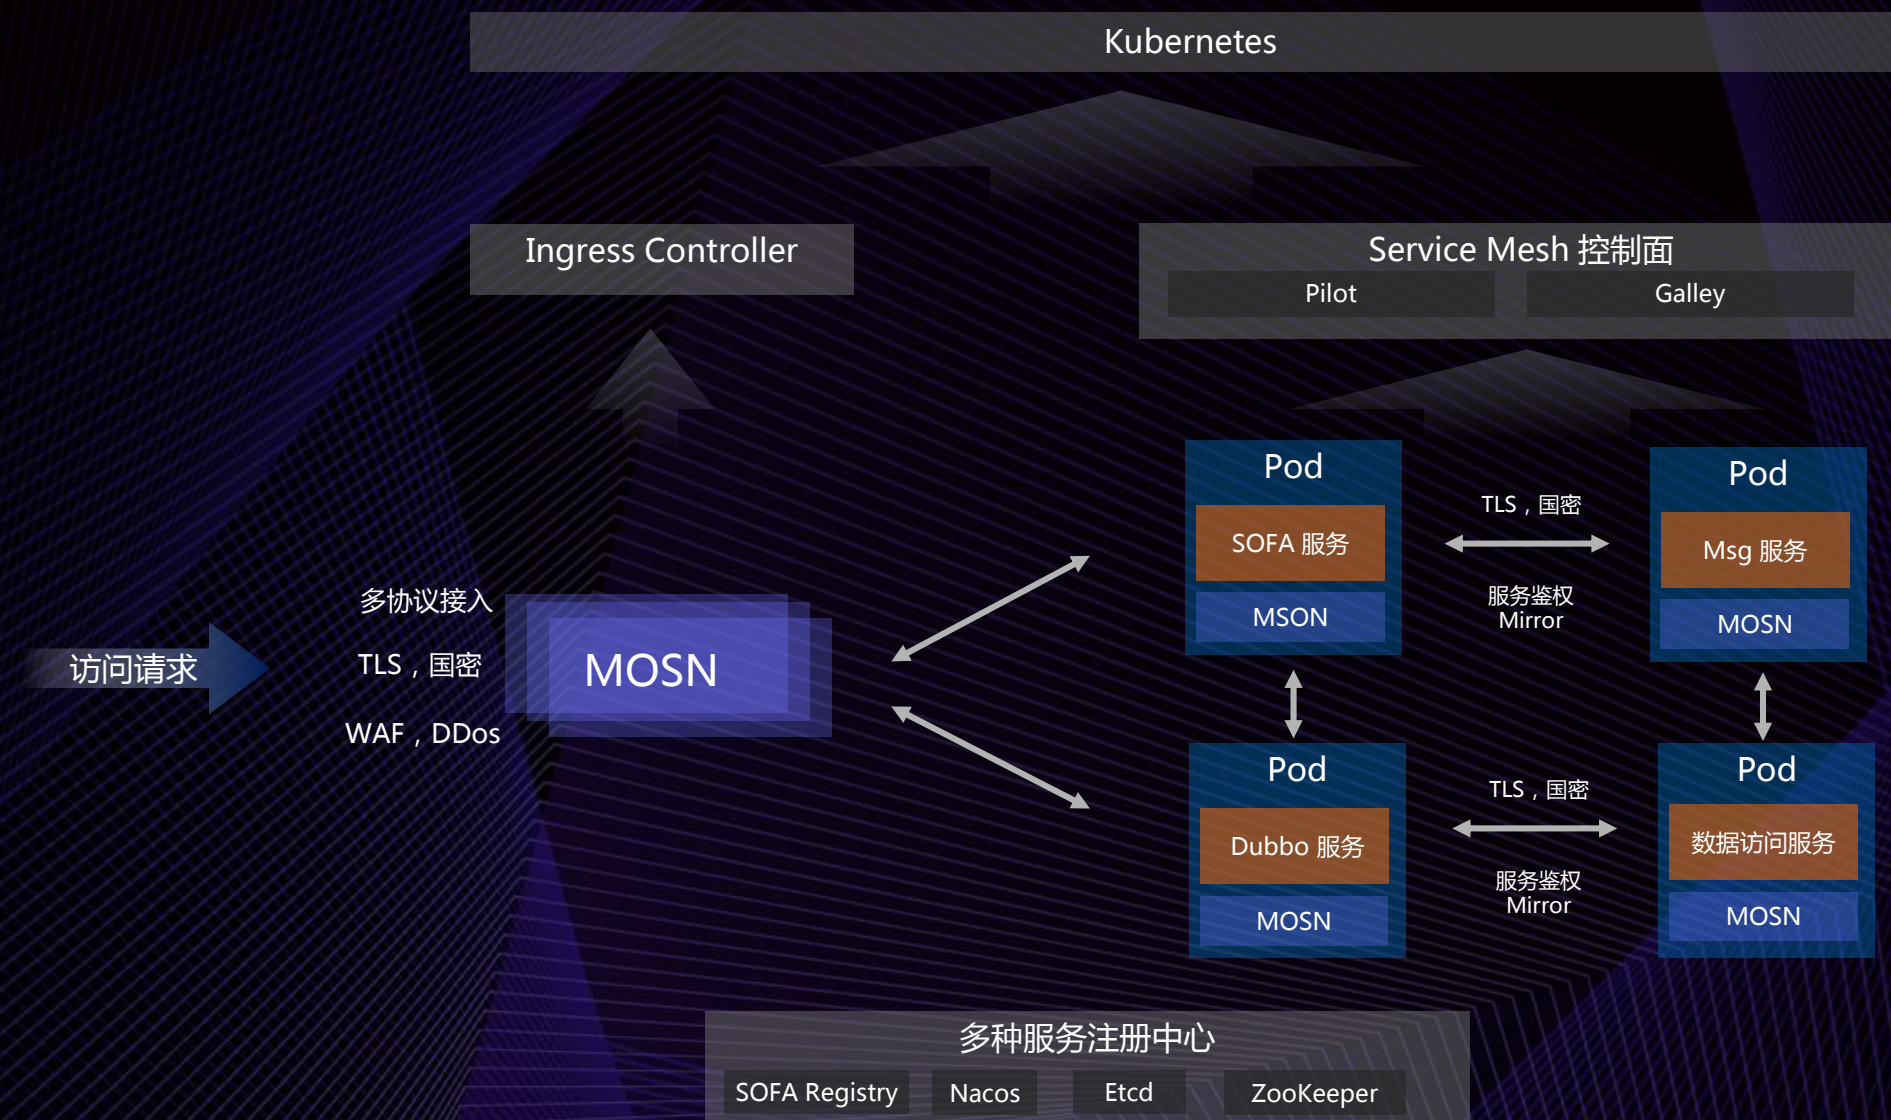 Kubernetes
Ingress Controller
Service Mesh 控制面
Pilot
Galley
Pod
SOFA 服务
MSON
TLS，国密
服务鉴权
Mirror
Pod
Msg 服务
MOSN
多协议接入
访问请求
TLS，国密
WAF，DDos
MOSN
Pod
Dubbo 服务
MOSN
TLS，国密
服务鉴权
Mirror
Pod
数据访问服务
MOSN
多种服务注册中心
SOFA Registry
Nacos
Etcd
ZooKeeper